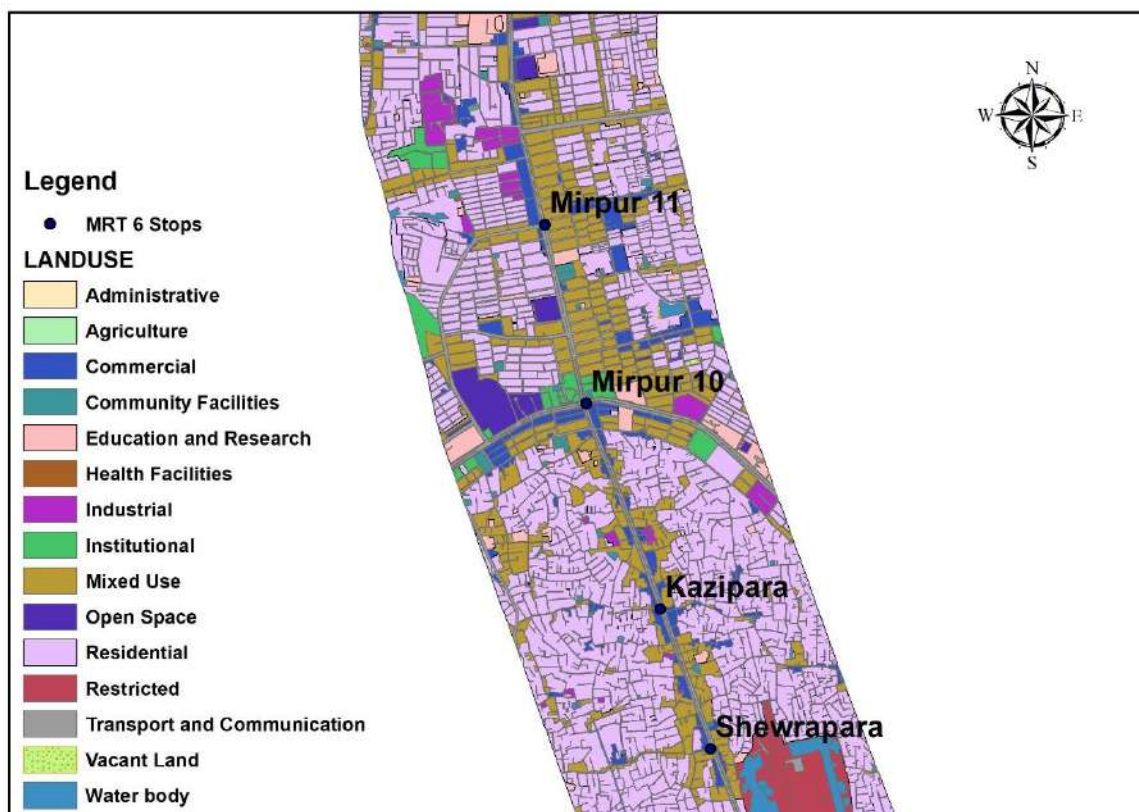 N
W E
S
Legend
MRT 6 Stops
LANDUSE
Administrative
Agriculture
Commercial
Community Facilities
Education and Research
Health Facilities
Industrial
Institutional
Mixed Use
Open Space
Residential
Restricted
Transport and Communication
Vacant Land
Water body
Mirpur 11
Mirpur 10
Kazipara
Shewrapara